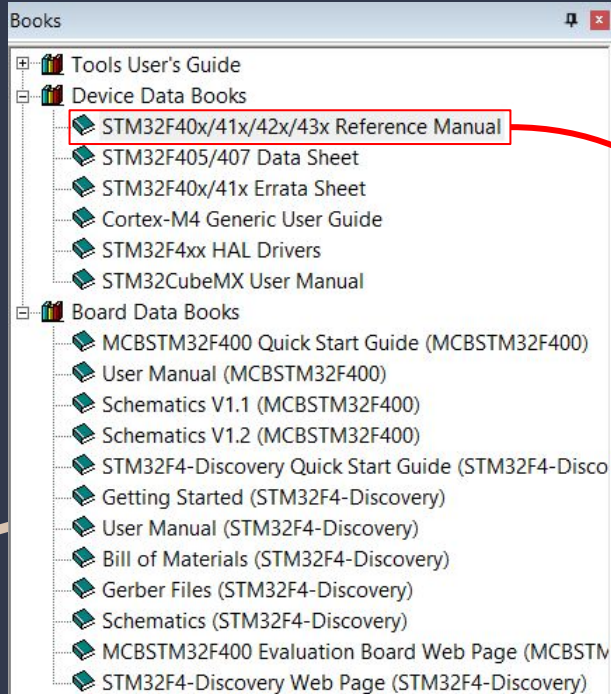 Books
Tools User's Guide
Device Data Books
STM32F40x/41x/42x/43x Reference Manual
STM32F405/407 Data Sheet
STM32F40x/41x Errata Sheet
Cortex-M4 Generic User Guide
STM32F4xx HAL Drivers
STM32CubeMX User Manual
Board Data Books
MCBSTM32F400 Quick Start Guide (MCBSTM32F400)
User Manual (MCBSTM32F400)
Schematics V1.1 (MCBSTM32F400)
Schematics V1.2 (MCBSTM32F400)
STM32F4-Discovery Quick Start Guide (STM32F4-Disco
Getting Started (STM32F4-Discovery)
User Manual (STM32F4-Discovery)
Bill of Materials (STM32F4-Discovery)
Gerber Files (STM32F4-Discovery)
Schematics (STM32F4-Discovery)
MCBSTM32F400 Evaluation Board Web Page (MCBSTM
STM32F4-Discovery Web Page (STM32F4-Discovery)